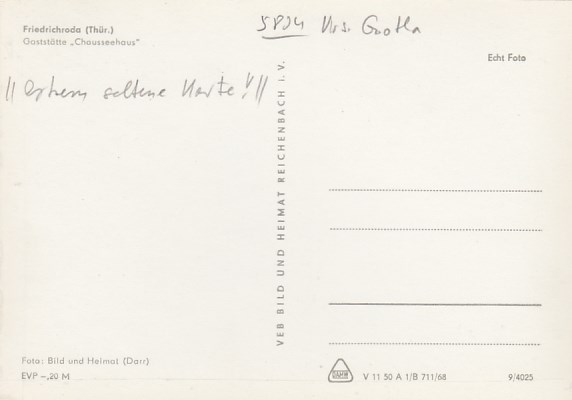 5804 Krs. Gotha
Friedrichroda (Thür.)
Gaststätte „Chausseehaus"
Echt Foto
!! Extrem seltene Karte !!!
VEB BILD UND HEIMAT REICHENBACH I. V.
Foto: Bild und Heimat (Darr)
EVP –,20 M
V 11 50 A 1/B 711/68
9/4025